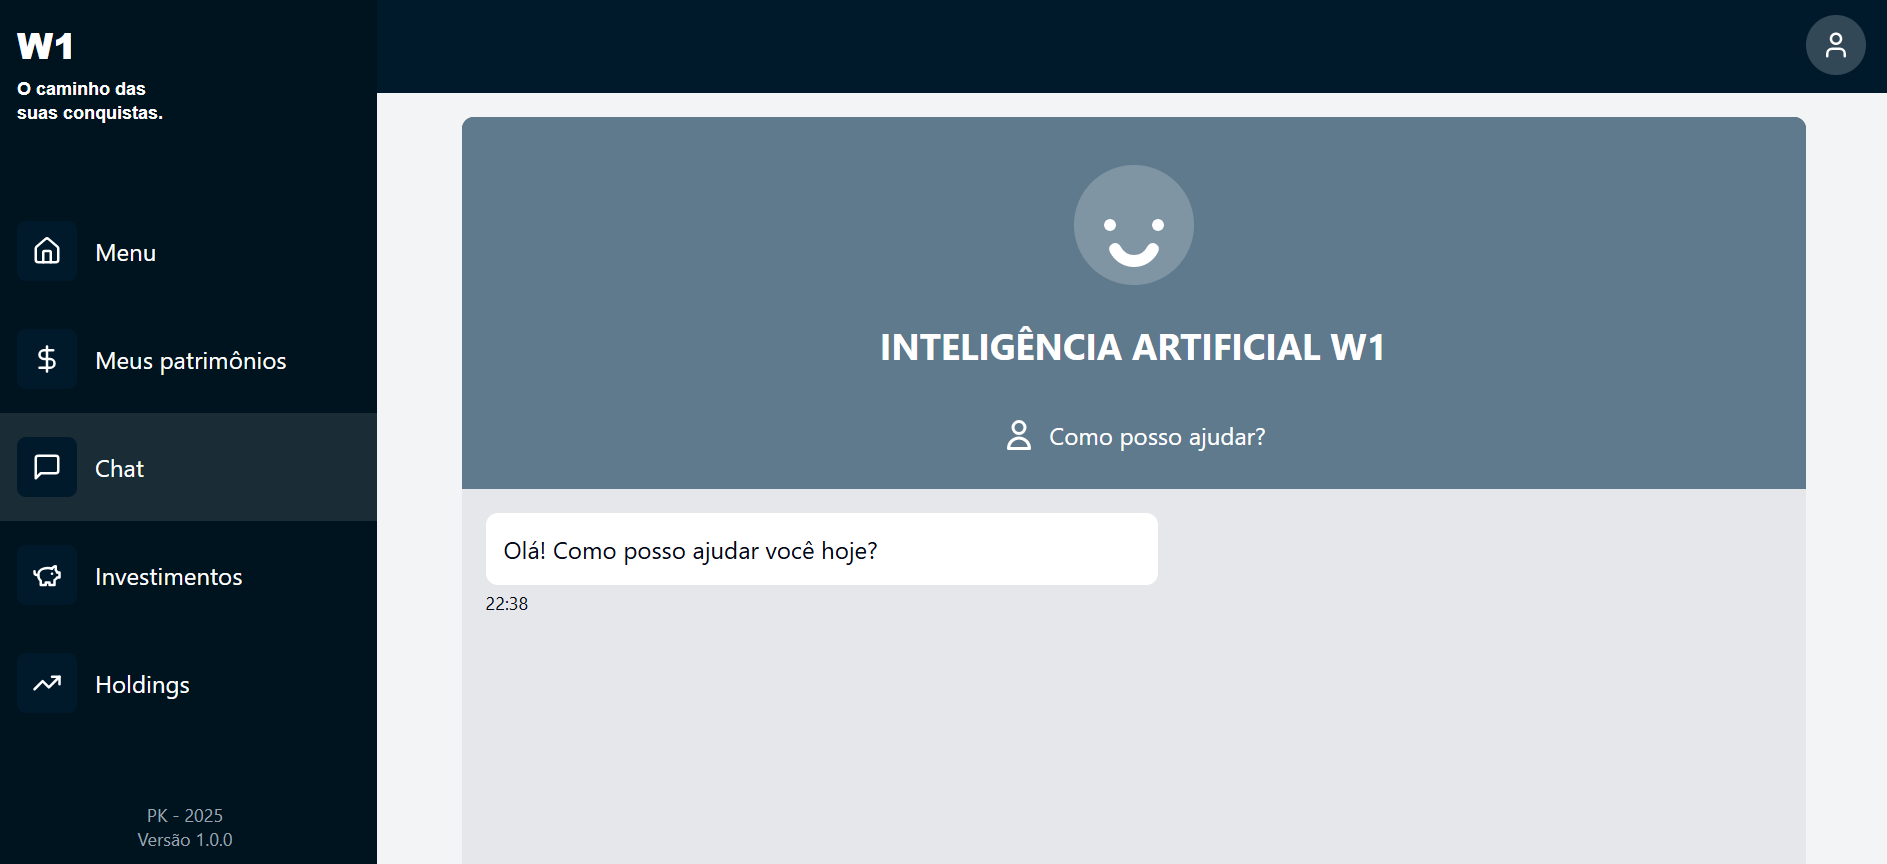 W1
O caminho das
suas conquistas.
Menu
Meus patrimônios
Chat
Investimentos
Holdings
PK - 2025
Versão 1.0.0
INTELIGÊNCIA ARTIFICIAL W1
Como posso ajudar?
Olá! Como posso ajudar você hoje?
22:38